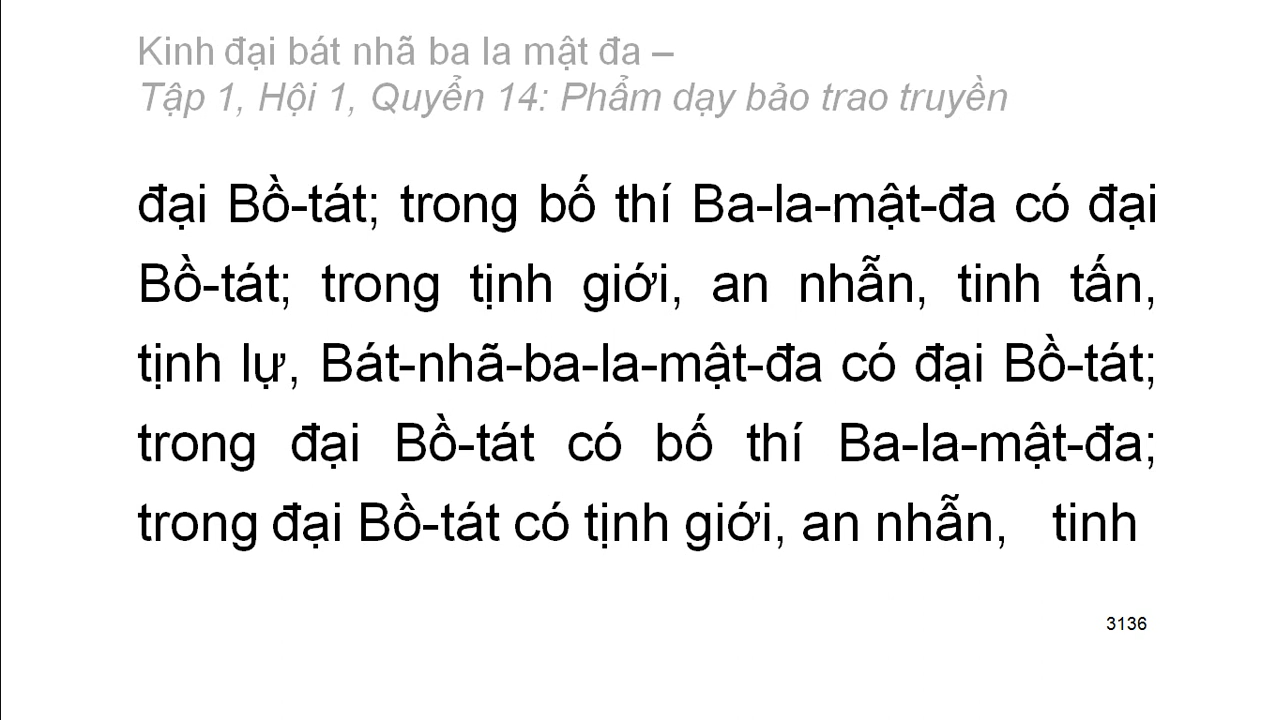 Kinh đại bát nhã ba la mật đa –
Tập 1, Hội 1, Quyển 14: Phẩm dạy bảo trao truyền
đại Bồ-tát; trong bố thí Ba-la-mật-đa có đại
Bồ-tát; trong tịnh giới, an nhẫn, tinh tấn,
tịnh lự, Bát-nhã-ba-la-mật-đa có đại Bồ-tát;
trong đại Bồ-tát có bố thí Ba-la-mật-đa;
trong đại Bồ-tát có tịnh giới, an nhẫn, tinh
3136